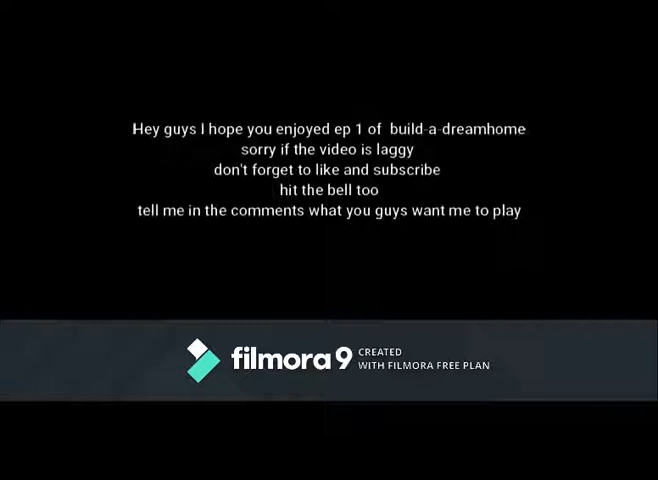 Hey guys I hope you enjoyed ep 1 of build-a-dreamhome
sorry if the video is laggy
don't forget to like and subscribe
hit the bell too
tell me in the comments what you guys want me to play
filmora9
CREATED
WITH FILMORA FREE PLAN